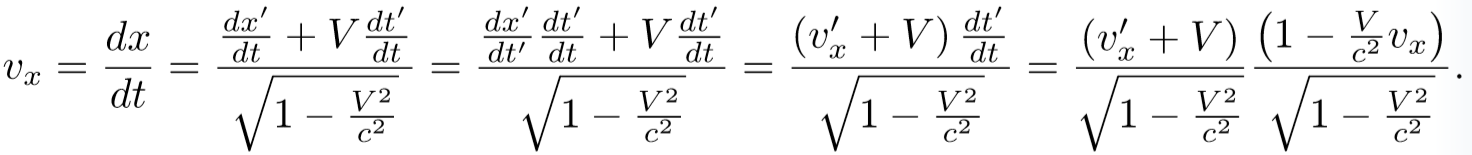 $v_x = \frac{dx}{dt} = \frac{\frac{dx'}{dt} + V\frac{dt'}{dt}}{\sqrt{1 - \frac{V^2}{c^2}}} = \frac{\frac{dx'}{dt'}\frac{dt'}{dt} + V\frac{dt'}{dt}}{\sqrt{1 - \frac{V^2}{c^2}}} = \frac{(v'_x + V)\frac{dt'}{dt}}{\sqrt{1 - \frac{V^2}{c^2}}} = \frac{(v'_x + V)}{\sqrt{1 - \frac{V^2}{c^2}}} \frac{\left(1 - \frac{V}{c^2}v_x\right)}{\sqrt{1 - \frac{V^2}{c^2}}}.$